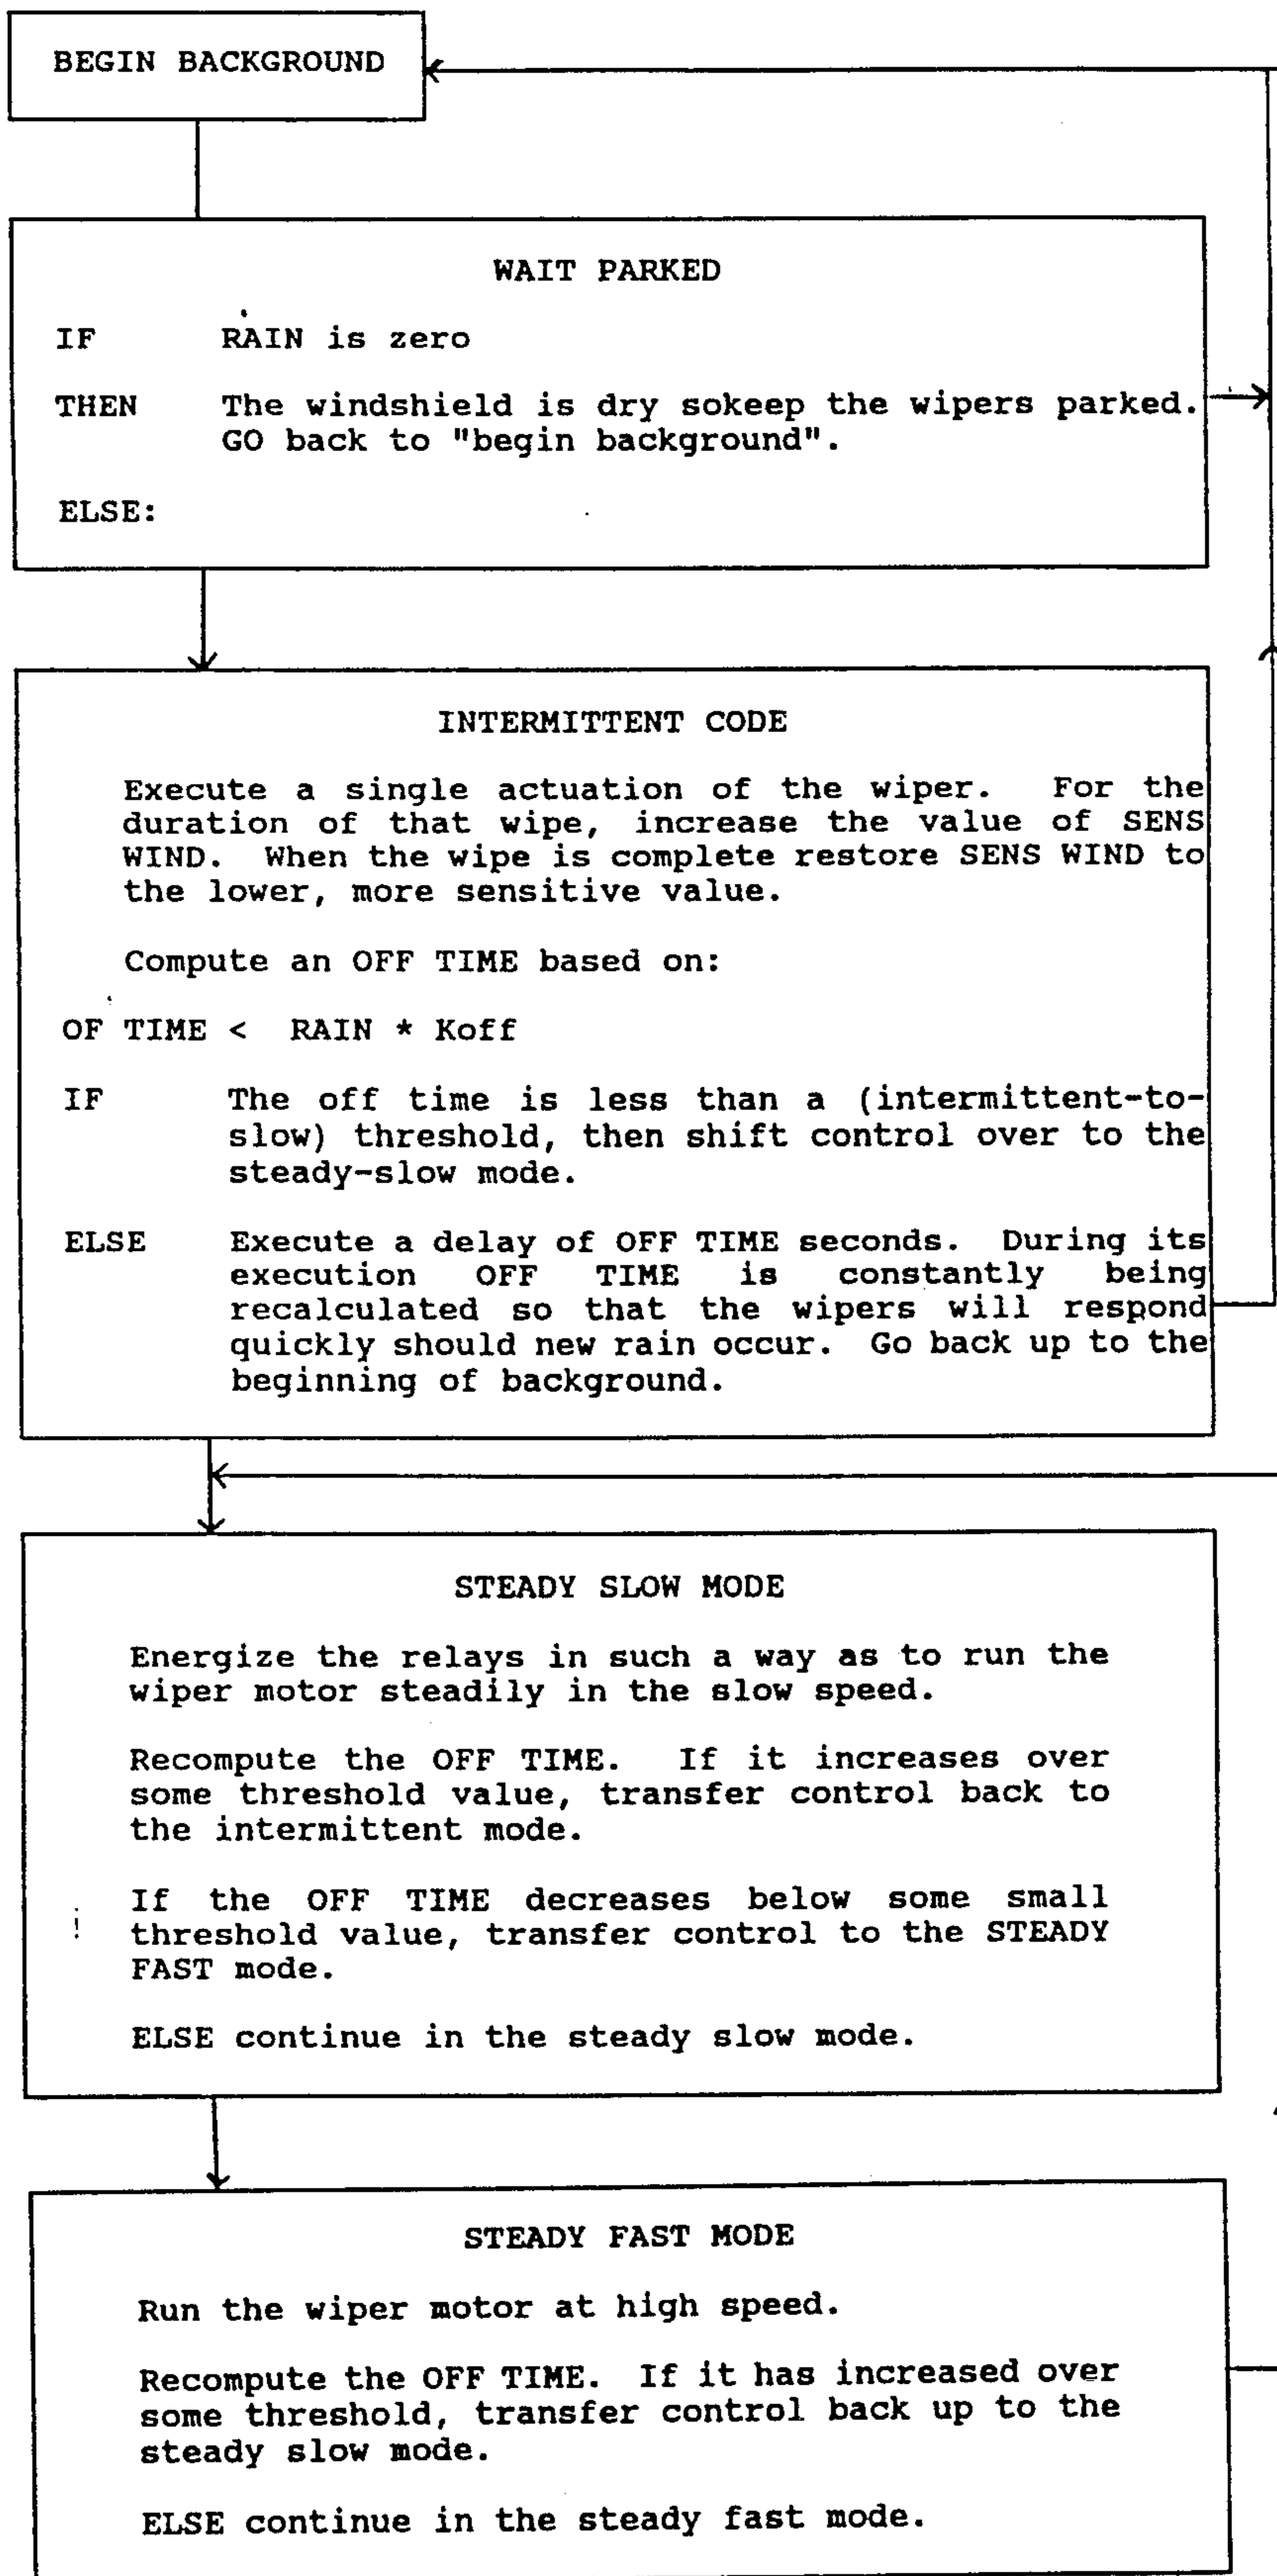 BEGIN BACKGROUND
WAIT PARKED
IF RAIN is zero
THEN The windshield is dry sokeep the wipers parked.
GO back to "begin background".
ELSE:
INTERMITTENT CODE
Execute a single actuation of the wiper. For the
duration of that wipe, increase the value of SENS
WIND. When the wipe is complete restore SENS WIND to
the lower, more sensitive value.
Compute an OFF TIME based on:
OF TIME < RAIN * Koff
IF The off time is less than a (intermittent-to-
slow) threshold, then shift control over to the
steady-slow mode.
ELSE Execute a delay of OFF TIME seconds. During its
execution OFF TIME is constantly being
recalculated so that the wipers will respond
quickly should new rain occur. Go back up to the
beginning of background.
STEADY SLOW MODE
Energize the relays in such a way as to run the
wiper motor steadily in the slow speed.
Recompute the OFF TIME. If it increases over
some threshold value, transfer control back to
the intermittent mode.
If the OFF TIME decreases below some small
threshold value, transfer control to the STEADY
FAST mode.
ELSE continue in the steady slow mode.
STEADY FAST MODE
Run the wiper motor at high speed.
Recompute the OFF TIME. If it has increased over
some threshold, transfer control back up to the
steady slow mode.
ELSE continue in the steady fast mode.